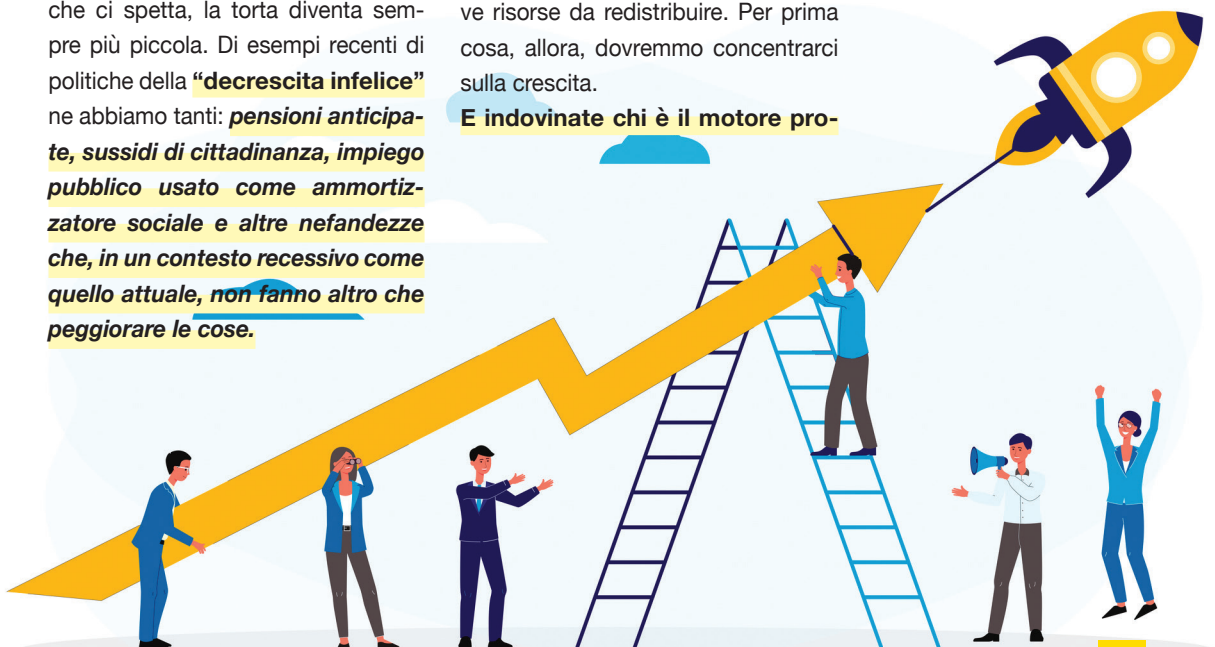 che ci spetta, la torta diventa sem-
pre più piccola. Di esempi recenti di
politiche della “decrescita infelice”
ne abbiamo tanti: pensioni anticipa-
te, sussidi di cittadinanza, impiego
pubblico usato come ammortiz-
zatore sociale e altre nefandezze
che, in un contesto recessivo come
quello attuale, non fanno altro che
peggiorare le cose.
ve risorse da redistribuire. Per prima
cosa, allora, dovremmo concentrarci
sulla crescita.
E indovinate chi è il motore pro-